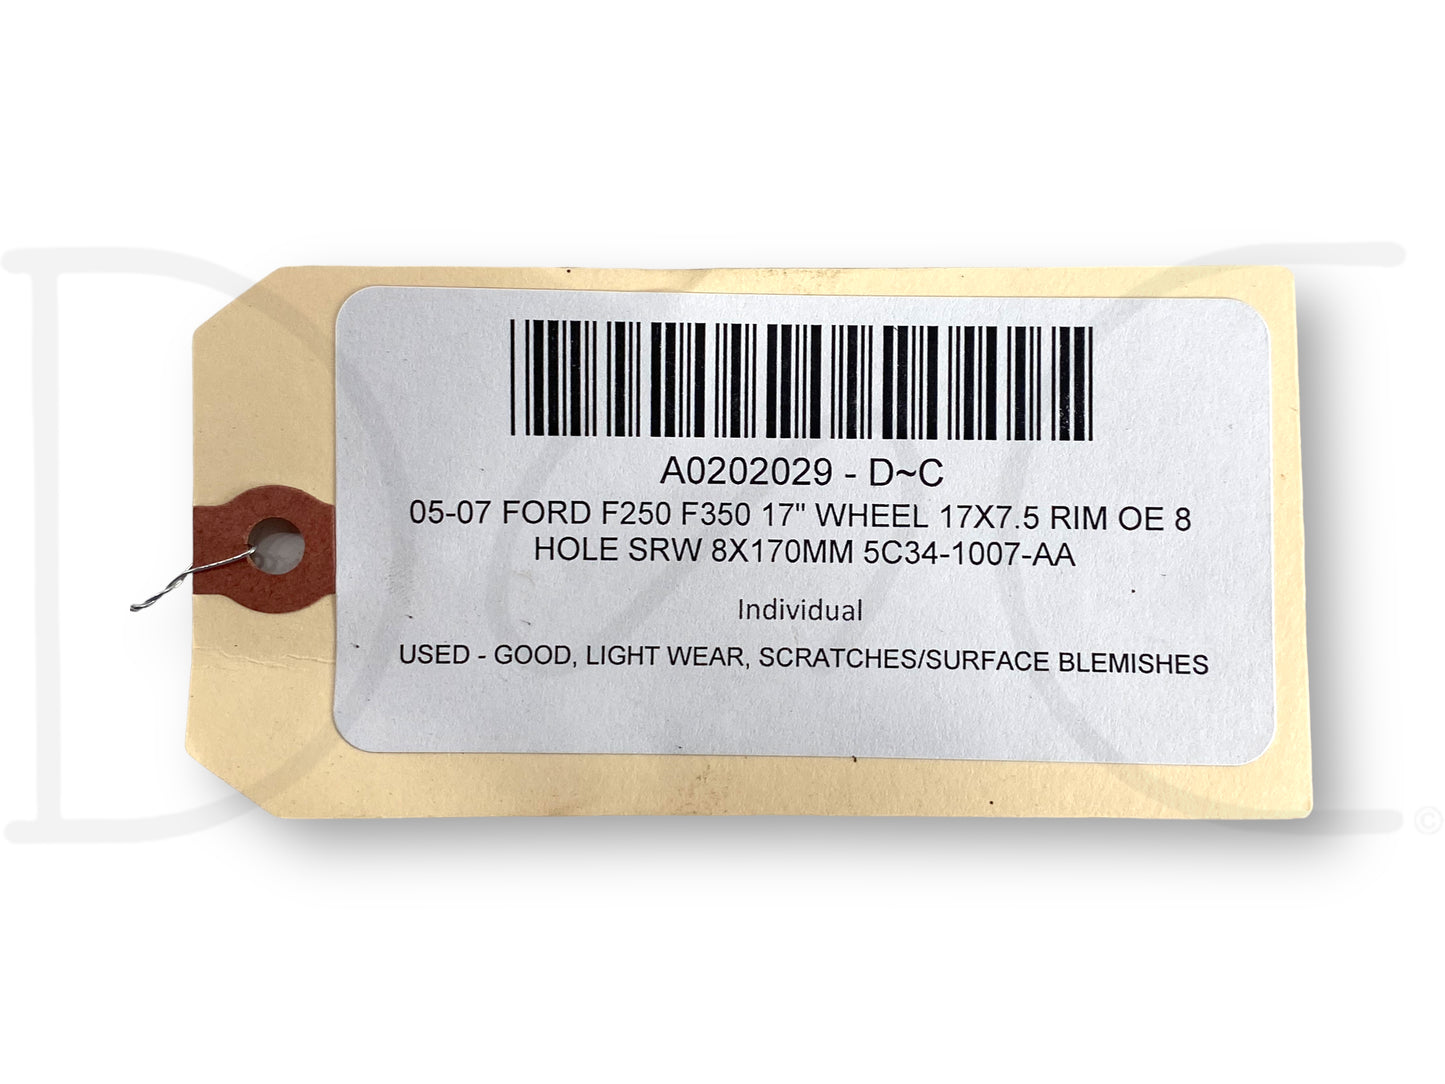 A0202029 - D~C
05-07 FORD F250 F350 17" WHEEL 17X7.5 RIM OE 8
HOLE SRW 8X170MM 5C34-1007-AA
Individual
USED - GOOD, LIGHT WEAR, SCRATCHES/SURFACE BLEMISHES
D~C ©